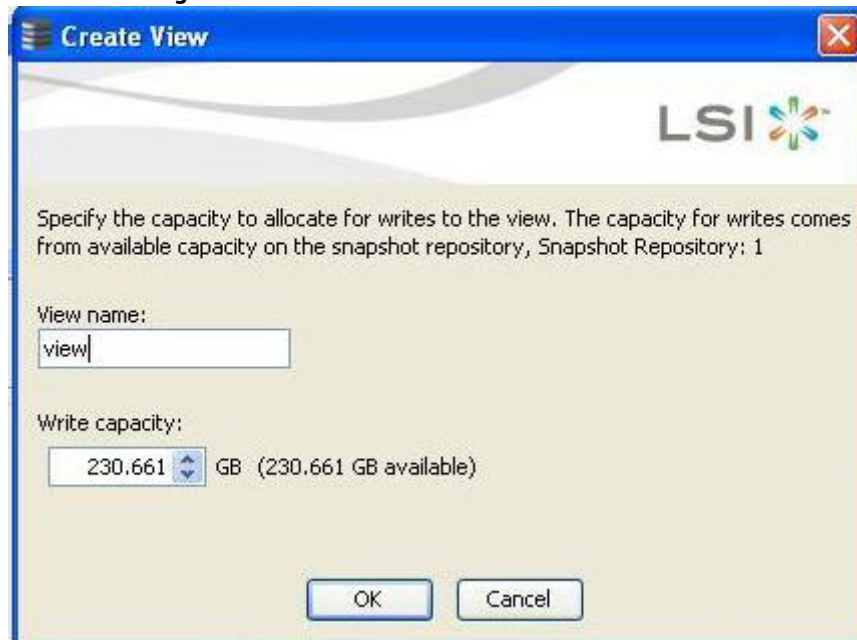 Create View
LSI
Specify the capacity to allocate for writes to the view. The capacity for writes comes
from available capacity on the snapshot repository, Snapshot Repository: 1
View name:
view
Write capacity:
230.661 GB (230.661 GB available)
OK Cancel